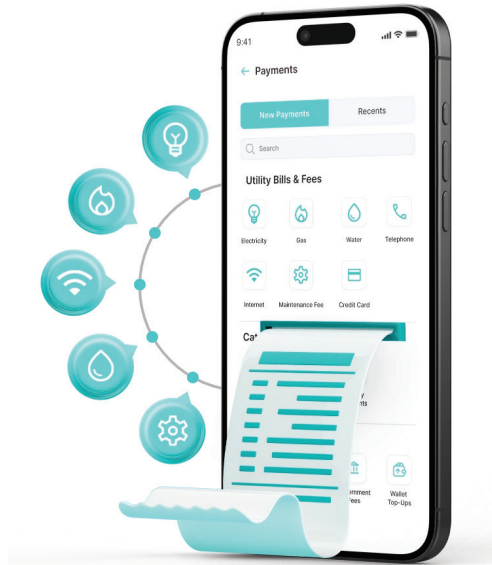 9:41
Payments
New Payments
Recents
Search
Utility Bills & Fees
Electricity
Gas
Water
Telephone
Internet
Maintenance Fee
Credit Card
Wallet
Top-Ups